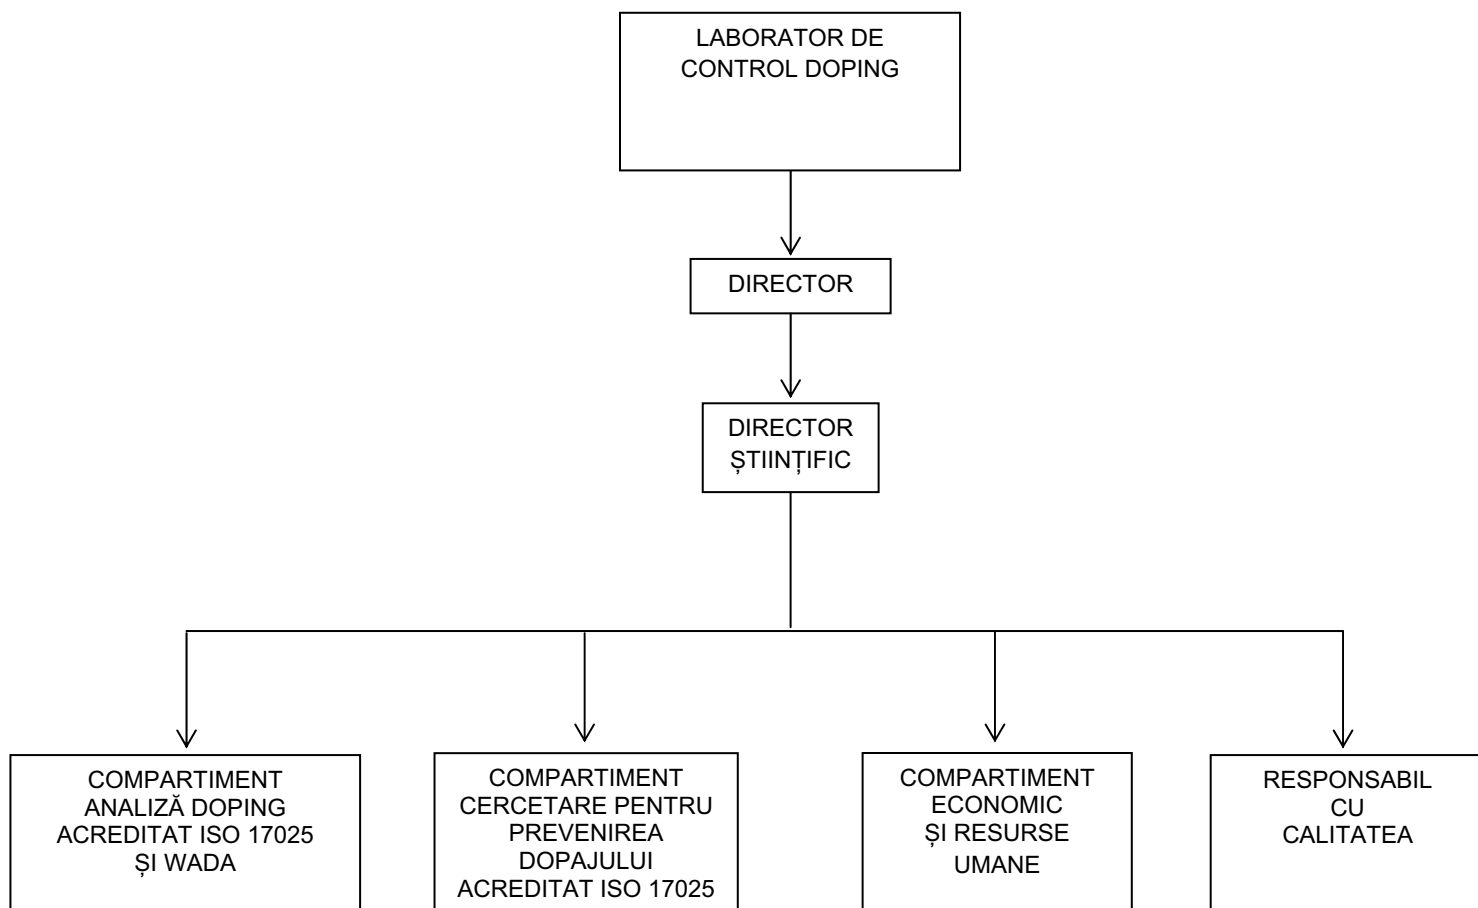 LABORATOR DE
CONTROL DOPING
DIRECTOR
DIRECTOR
ȘTIINȚIFIC
COMPARTIMENT
ANALIZĂ DOPING
ACREDITAT ISO 17025
ȘI WADA
COMPARTIMENT
CERCETARE PENTRU
PREVENIREA
DOPAJULUI
ACREDITAT ISO 17025
COMPARTIMENT
ECONOMIC
ȘI RESURSE
UMANE
RESPONSABIL
CU
CALITATEA